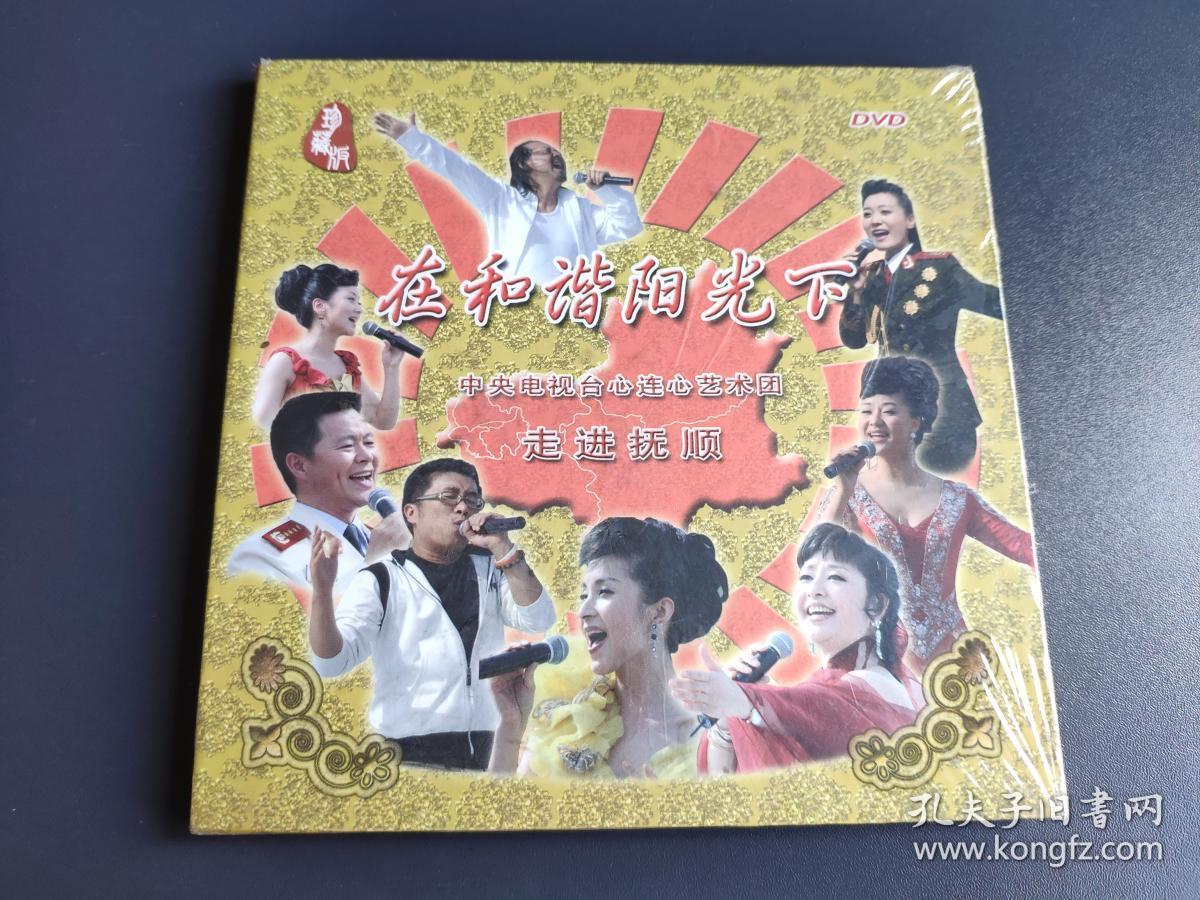 珍藏版
DVD
在和谐阳光下
中央电视台心连心艺术团
走进抚顺
孔夫子旧書网
www.kongfz.com